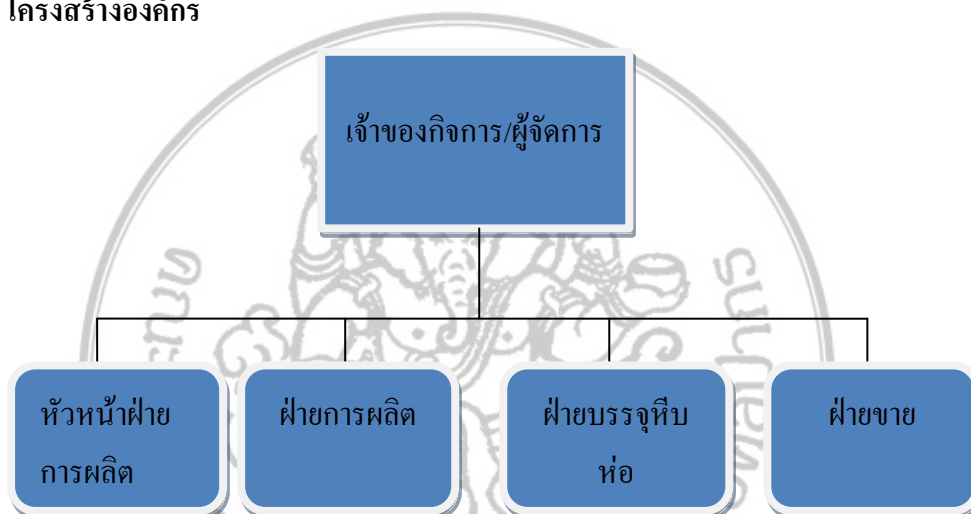 โครงสร้างองค์กร
เจ้าของกิจการ/ผู้จัดการ
หัวหน้าฝ่าย
การผลิต
ฝ่ายการผลิต
ฝ่ายบรรจุหีบ
ห่อ
ฝ่ายขาย